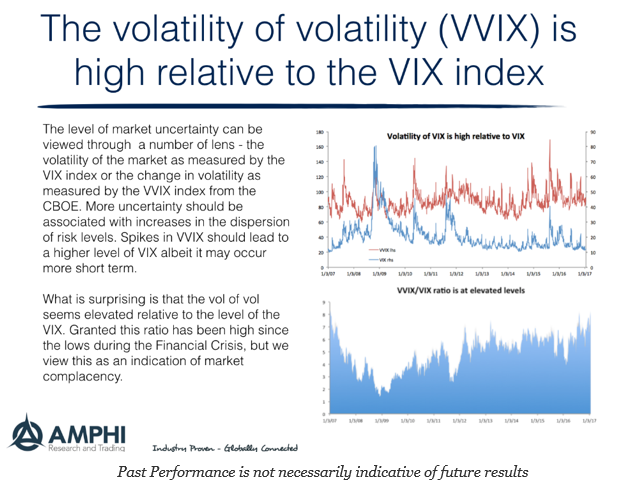 The volatility of volatility (VVIX) is
high relative to the VIX index
The level of market uncertainty can be
viewed through a number of lens - the
volatility of the market as measured by the
VIX index or the change in volatility as
measured by the VVIX index from the
CBOE. More uncertainty should be
associated with increases in the dispersion
of risk levels. Spikes in VVIX should lead to
a higher level of VIX albeit it may occur
more short term.
What is surprising is that the vol of vol
seems elevated relative to the level of the
VIX. Granted this ratio has been high since
the lows during the Financial Crisis, but we
view this as an indication of market
complacency.
Volatility of VIX is high relative to VIX
180
160
140
120
100
80
60
40
20
0
90
80
70
60
50
40
30
20
10
0
VVIX lhs
VIX rhs
1/3/07 1/3/08 1/3/09 1/3/10 1/3/11 1/3/12 1/3/13 1/3/14 1/3/15 1/3/16 1/3/17
VVIX/VIX ratio is at elevated levels
9
8
7
6
5
4
3
2
1
0
1/3/07 1/3/08 1/3/09 1/3/10 1/3/11 1/3/12 1/3/13 1/3/14 1/3/15 1/3/16 1/3/17
AMPHI
Research and Trading
Industry Proven - Globally Connected
Past Performance is not necessarily indicative of future results